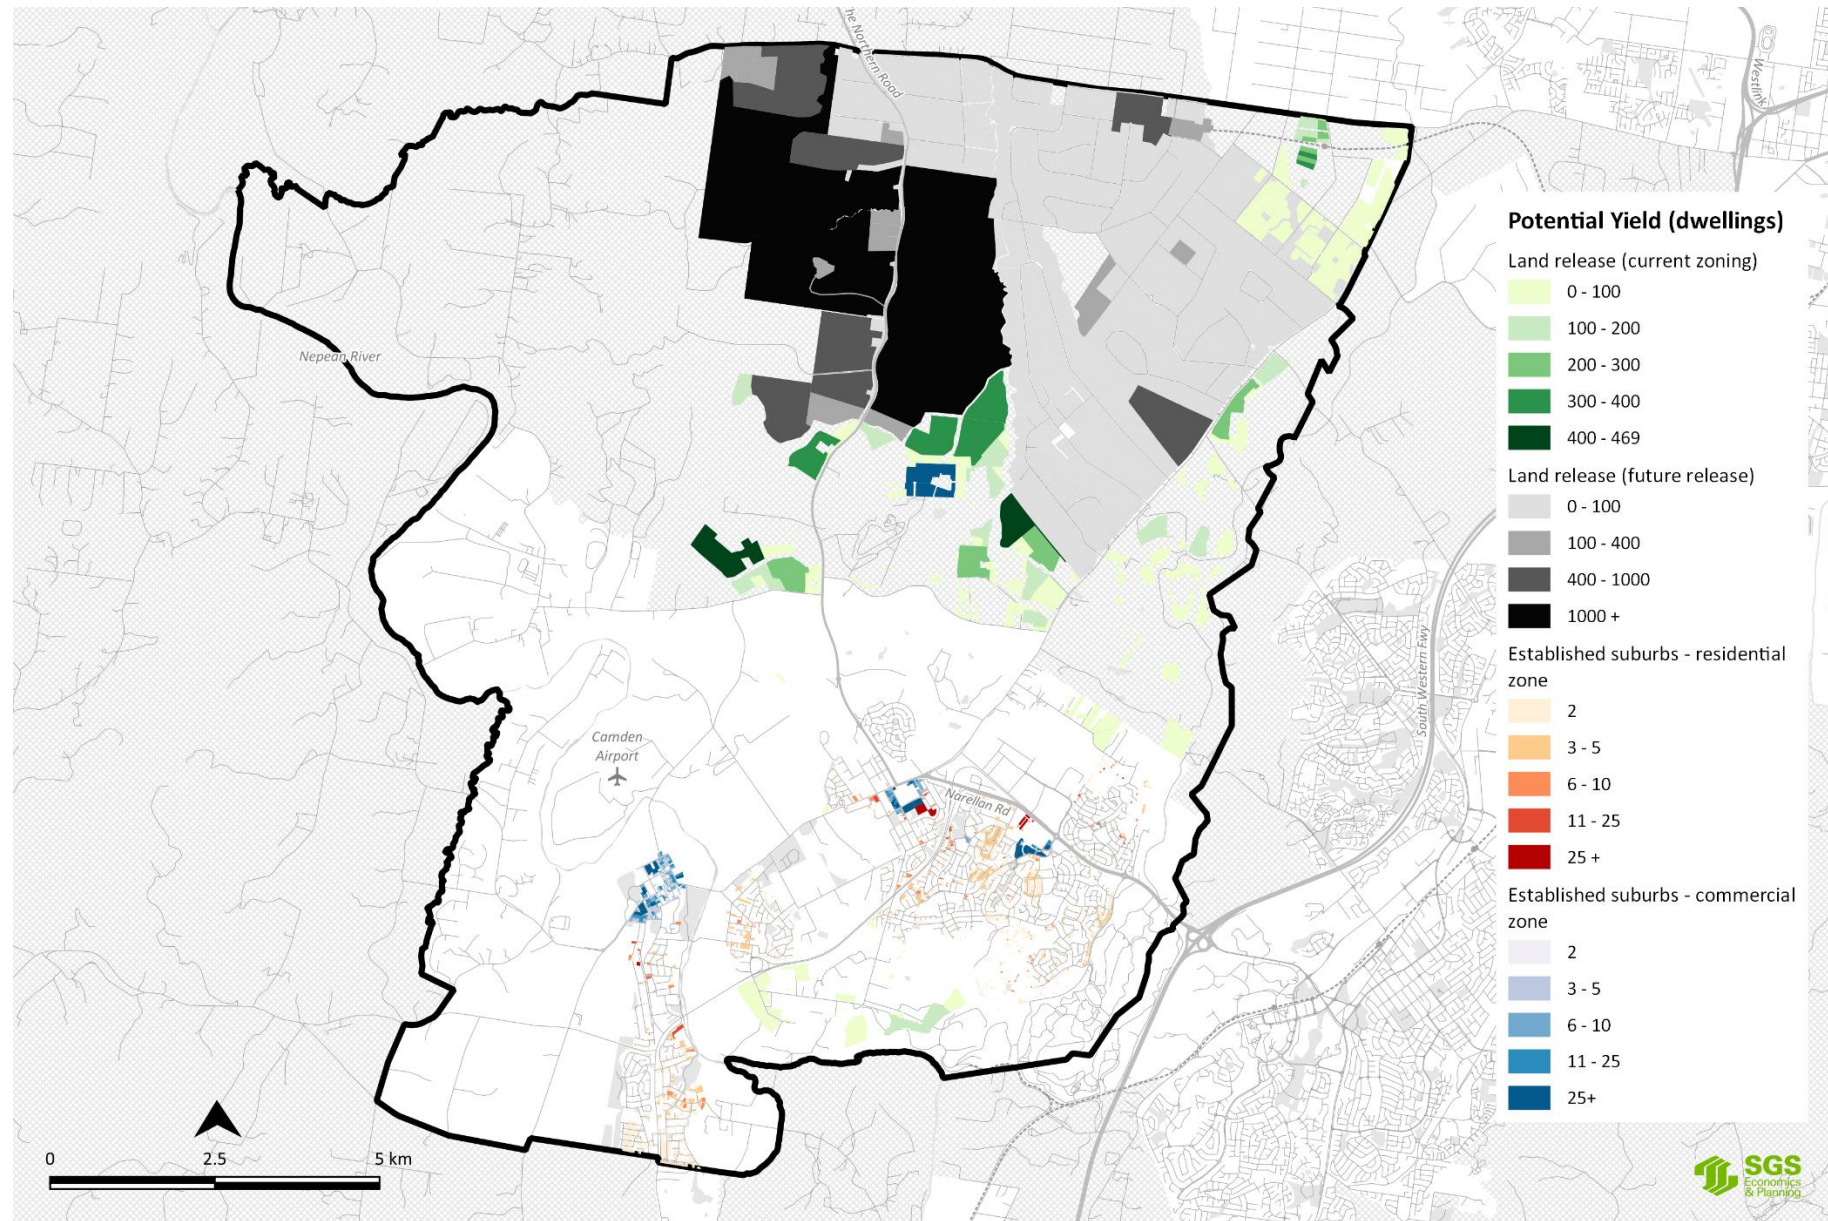 he Northern Road
Westlink
Nepean River
Camden
Airport
Narellan Rd
South Western Fwy
Potential Yield (dwellings)
Land release (current zoning)
0 - 100
100 - 200
200 - 300
300 - 400
400 - 469
Land release (future release)
0 - 100
100 - 400
400 - 1000
1000 +
Established suburbs - residential
zone
2
3 - 5
6 - 10
11 - 25
25 +
Established suburbs - commercial
zone
2
3 - 5
6 - 10
11 - 25
25+
0 2.5 5 km
SGS
Economics
& Planning